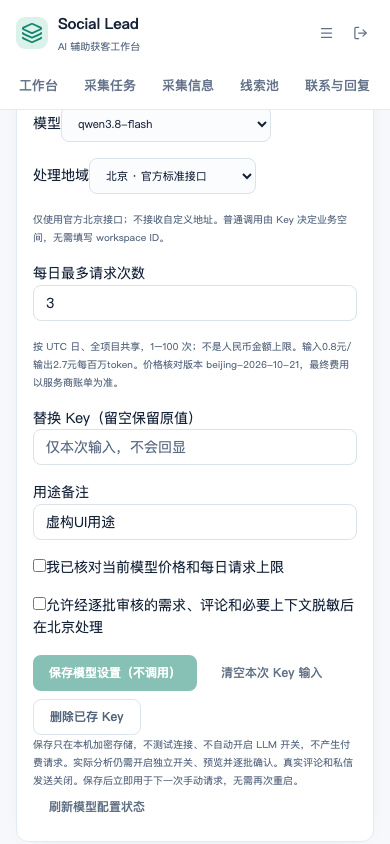 Social Lead
AI 辅助获客工作台
工作台 采集任务 采集信息 线索池 联系与回复
模型 qwen3.8-flash
处理地域 北京 · 官方标准接口
仅使用官方北京接口；不接收自定义地址。普通调用由 Key 决定业务空
间，无需填写 workspace ID。
每日最多请求次数
3
按 UTC 日、全项目共享，1—100 次；不是人民币金额上限。输入0.8元/
输出2.7元每百万token。价格核对版本 beijing-2026-10-21，最终费用
以服务商账单为准。
替换 Key（留空保留原值）
仅本次输入，不会回显
用途备注
虚构UI用途
我已核对当前模型价格和每日请求上限
允许经逐批审核的需求、评论和必要上下文脱敏后
在北京处理
保存模型设置（不调用） 清空本次 Key 输入
删除已存 Key
保存只在本机加密存储，不测试连接、不自动开启 LLM 开关，不产生付
费请求。实际分析仍需开启独立开关、预览并逐批确认。真实评论和私信
发送关闭。保存后立即用于下一次手动请求，无需再次重启。
刷新模型配置状态